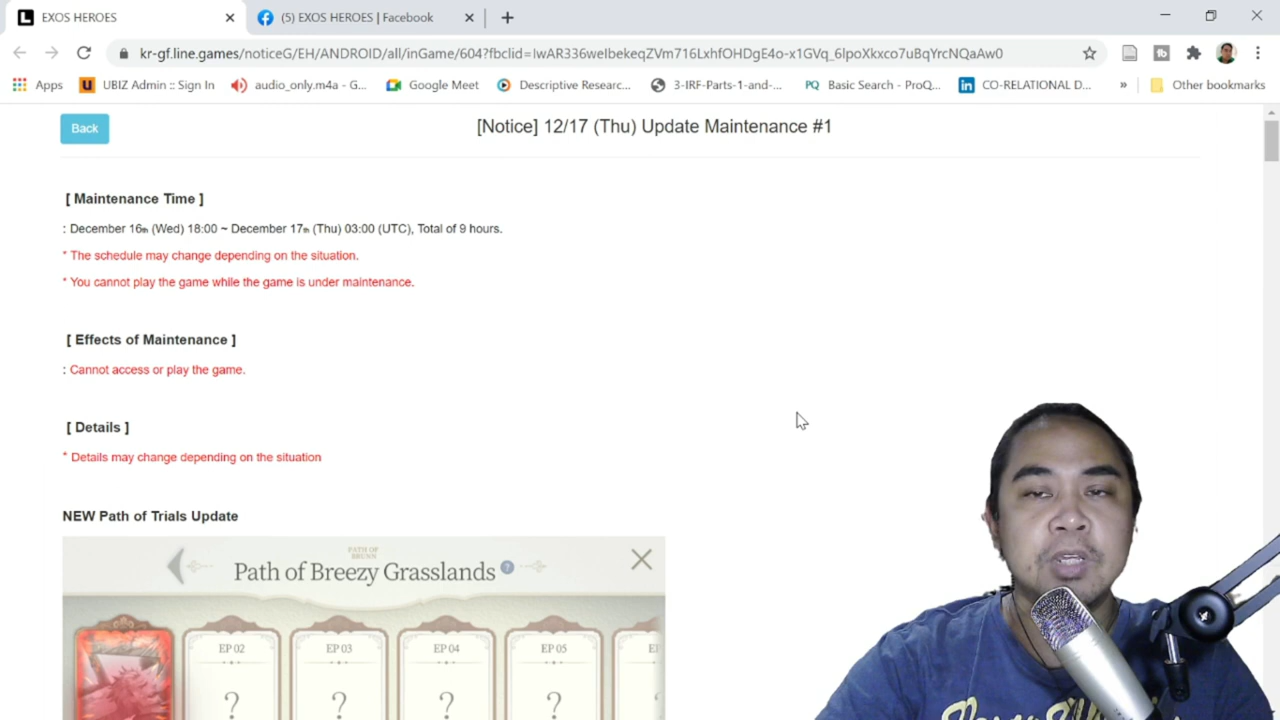 EXOS HEROES
(5) EXOS HEROES | Facebook
kr-gf.line.games/noticeG/EH/ANDROID/all/inGame/604?fbclid=IwAR336weIbekeqZVm716LxhfOHDgE4o-x1GVq_6lpoXkxco7uBqYrcNQaAw0
Apps
UBIZ Admin :: Sign In
audio_only.m4a - G...
Google Meet
Descriptive Researc...
3-IRF-Parts-1-and-...
PQ
Basic Search - ProQ...
in
CO-RELATIONAL D...
»
Other bookmarks
Back
[Notice] 12/17 (Thu) Update Maintenance #1
[ Maintenance Time ]
: December 16th (Wed) 18:00 ~ December 17th (Thu) 03:00 (UTC), Total of 9 hours.
* The schedule may change depending on the situation.
* You cannot play the game while the game is under maintenance.
[ Effects of Maintenance ]
: Cannot access or play the game.
[ Details ]
* Details may change depending on the situation
NEW Path of Trials Update
PATH OF
BRUNN
Path of Breezy Grasslands ?
EP 02
EP 03
EP 04
EP 05
?
?
?
?